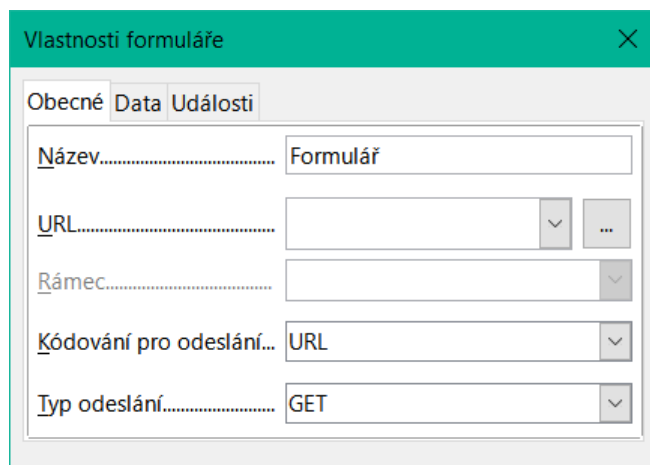 Vlastnosti formuláře
Obecné Data Události
Název....................................... Formulář
URL............................................ ...
Rámec.....................................
Kódování pro odeslání... URL
Typ odeslání......................... GET